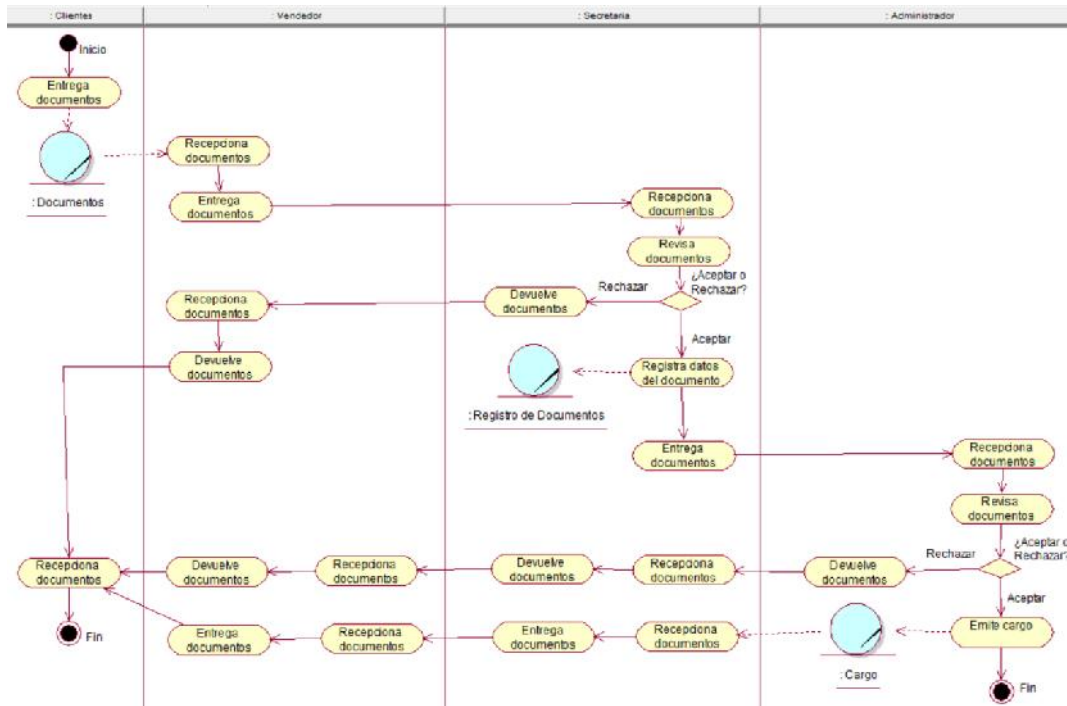 : Clientes
: Vendedor
: Secretaria
: Administrador
Inicio
Entrega
documentos
: Documentos
Recepciona
documentos
Entrega
documentos
Recepciona
documentos
Revisa
documentos
¿Aceptar o
Rechazar?
Rechazar
Devuelve
documentos
Recepciona
documentos
Devuelve
documentos
Aceptar
Registra datos
del documento
: Registro de Documentos
Entrega
documentos
Recepciona
documentos
Revisa
documentos
¿Aceptar o
Rechazar?
Rechazar
Devuelve
documentos
Recepciona
documentos
Devuelve
documentos
Recepciona
documentos
Devuelve
documentos
Recepciona
documentos
Fin
Aceptar
Emite cargo
: Cargo
Recepciona
documentos
Entrega
documentos
Recepciona
documentos
Entrega
documentos
Fin